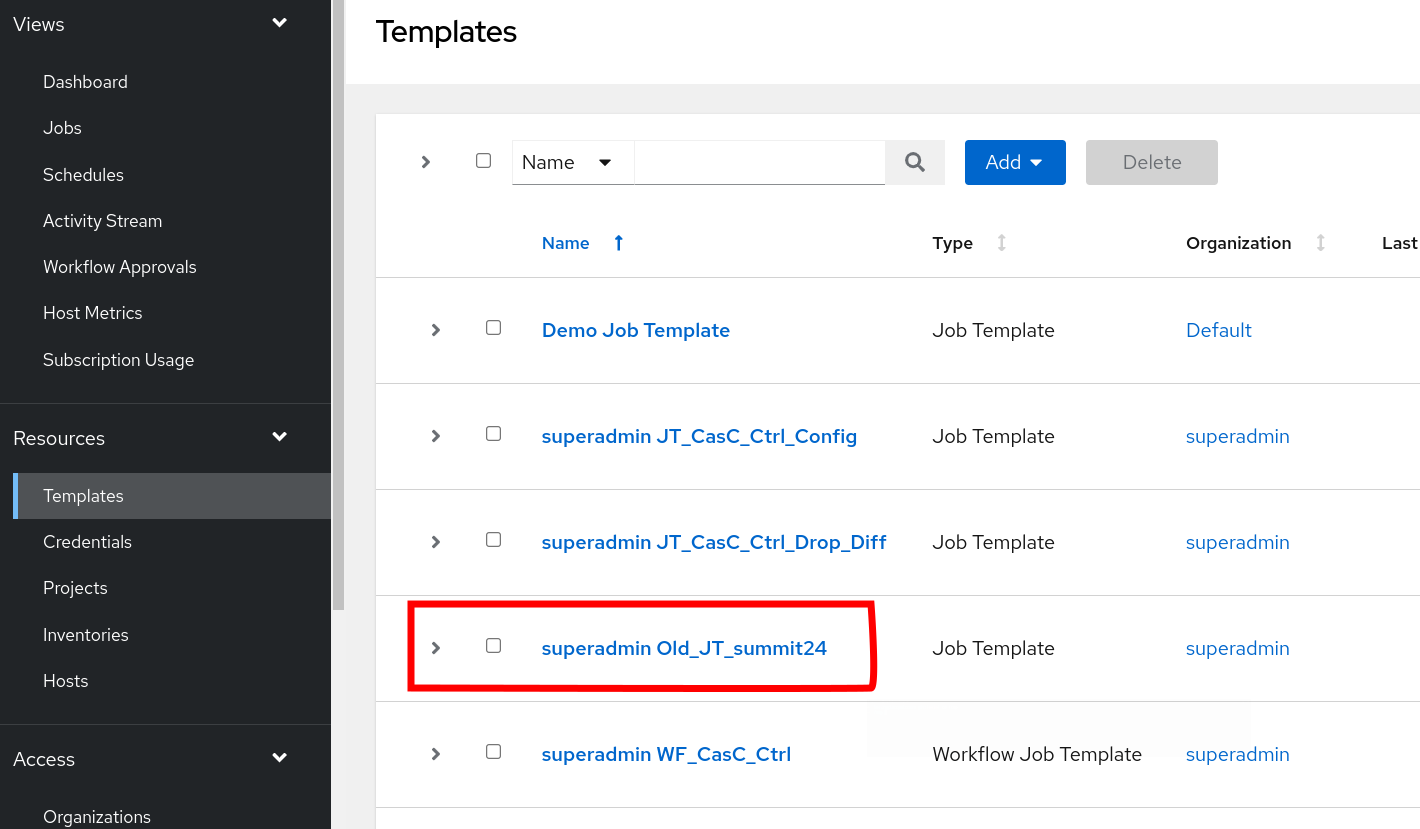 Views
Dashboard
Jobs
Schedules
Activity Stream
Workflow Approvals
Host Metrics
Subscription Usage
Resources
Templates
Credentials
Projects
Inventories
Hosts
Access
Organizations
Templates
Name Add Delete
Name Type Organization Last
Demo Job Template Job Template Default
superadmin JT_CasC_Ctrl_Config Job Template superadmin
superadmin JT_CasC_Ctrl_Drop_Diff Job Template superadmin
superadmin Old_JT_summit24 Job Template superadmin
superadmin WF_CasC_Ctrl Workflow Job Template superadmin